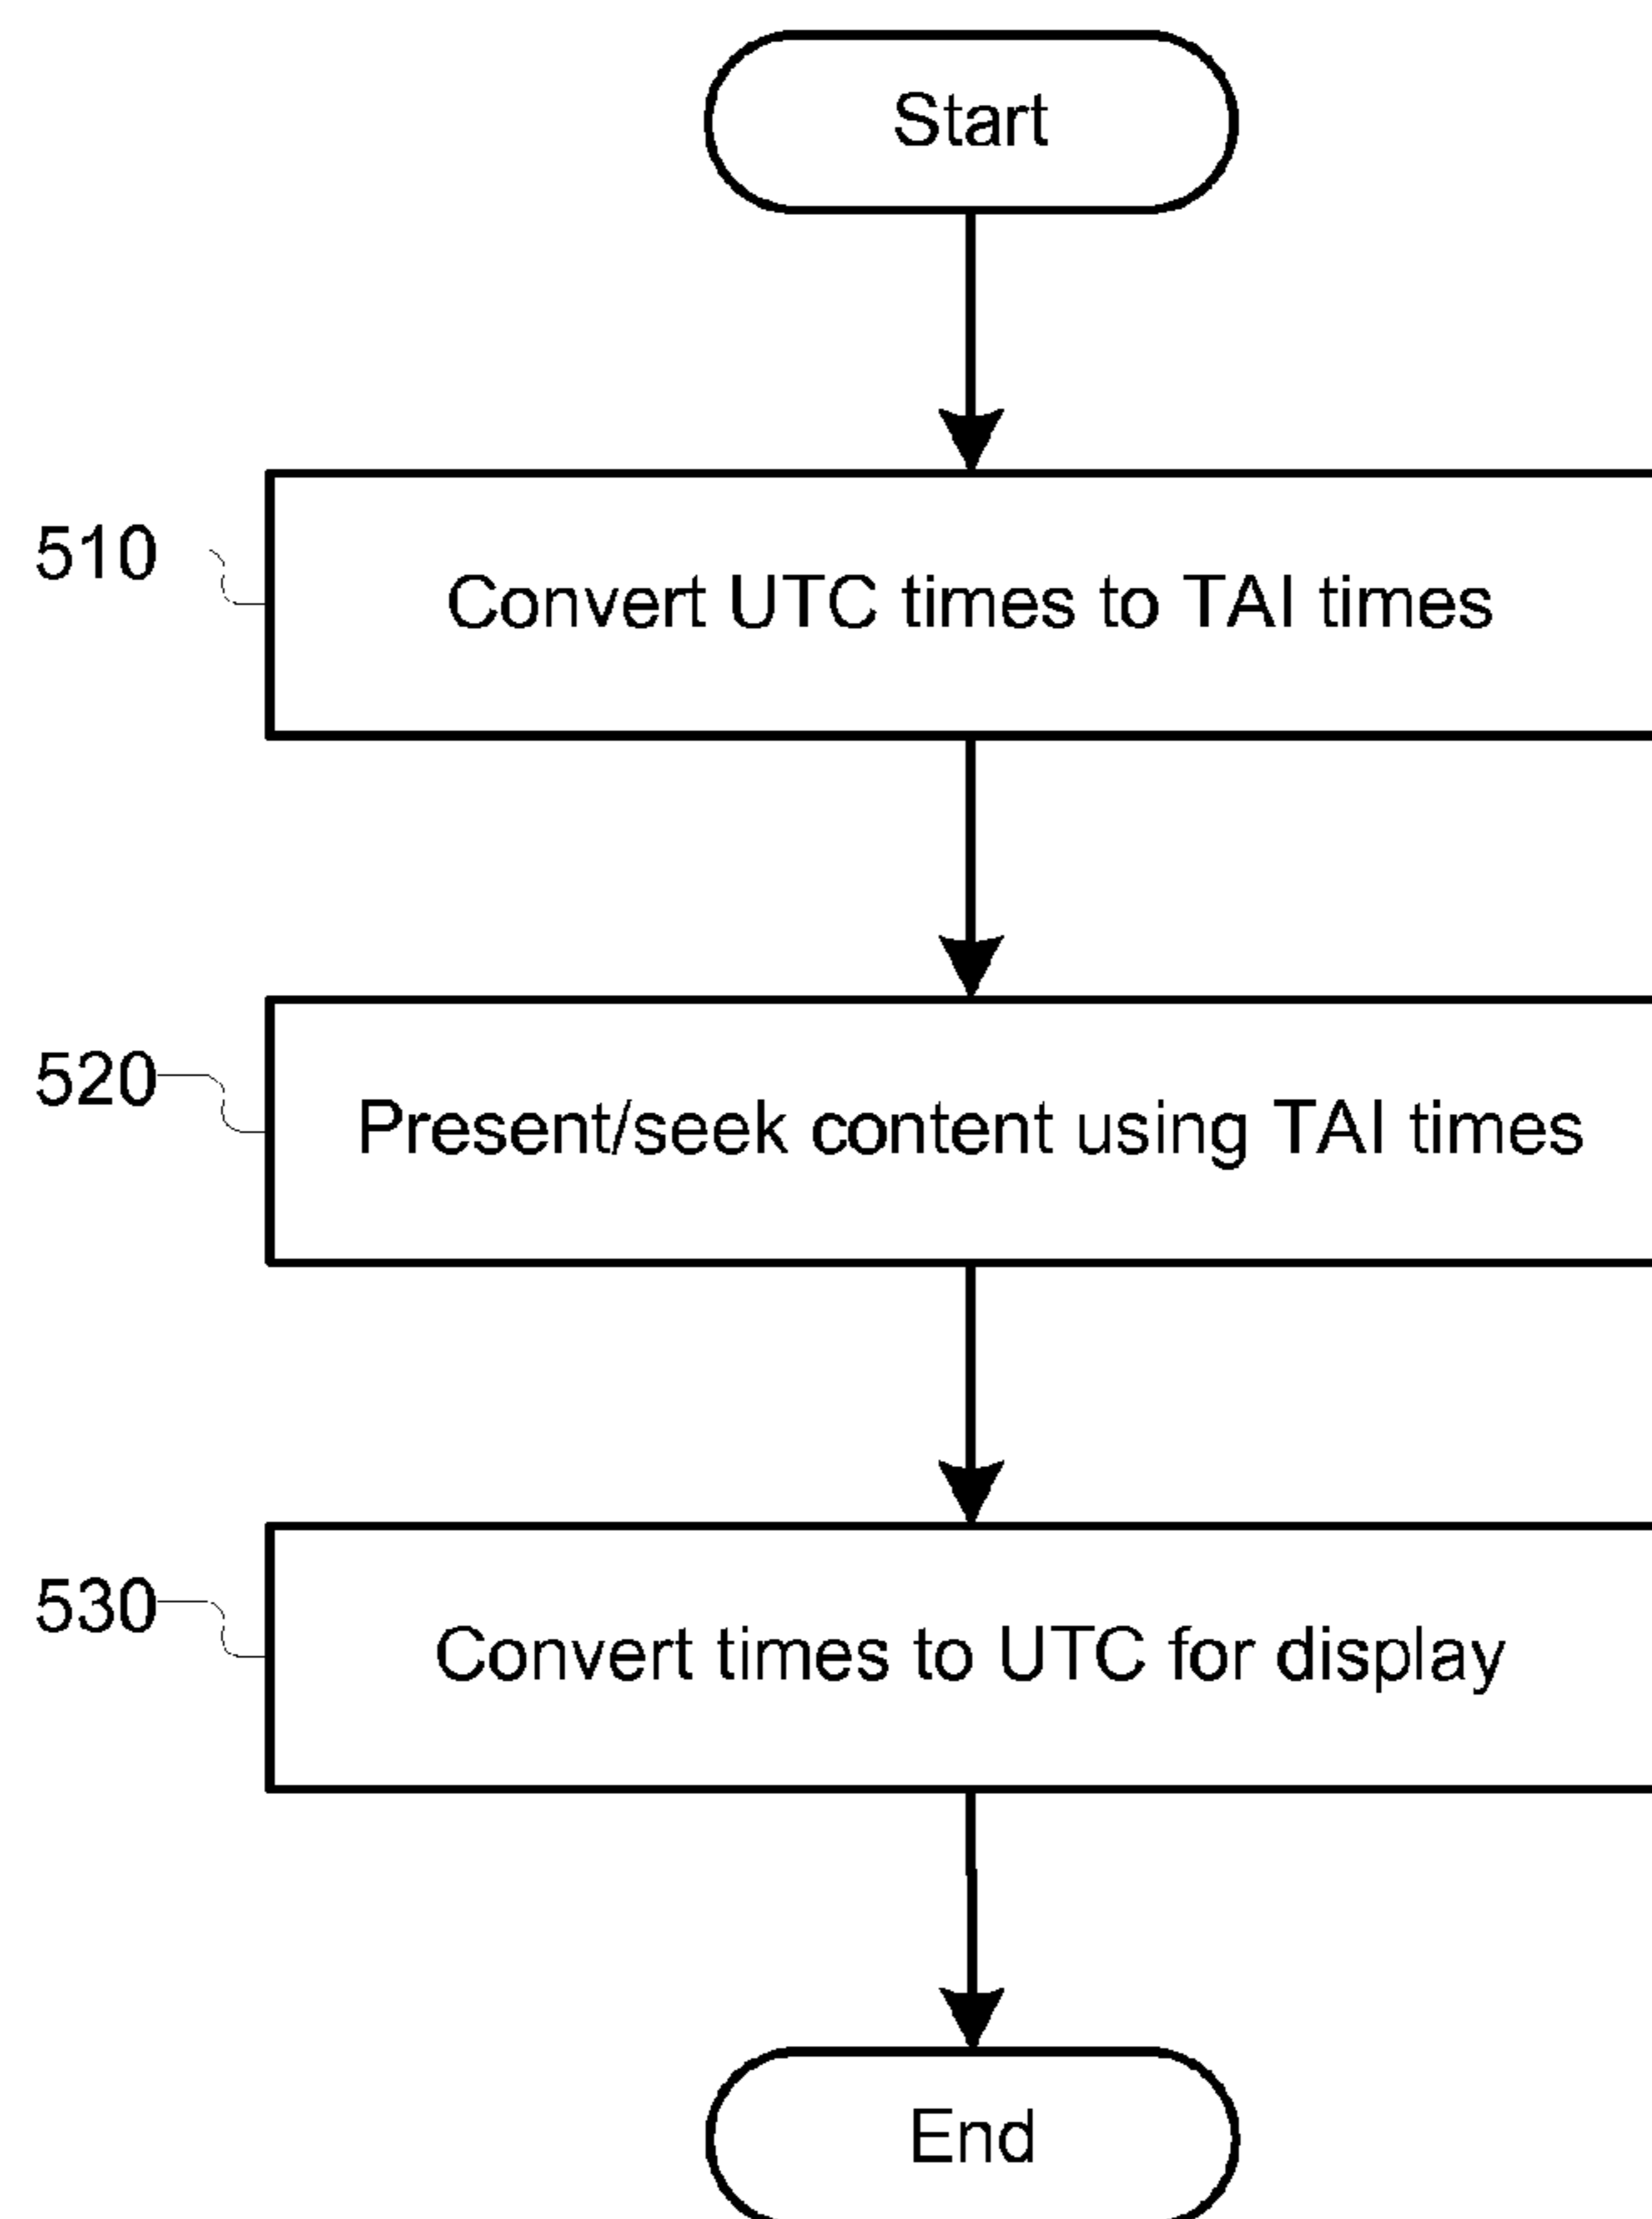 Start
510
Convert UTC times to TAI times
520
Present/seek content using TAI times
530
Convert times to UTC for display
End